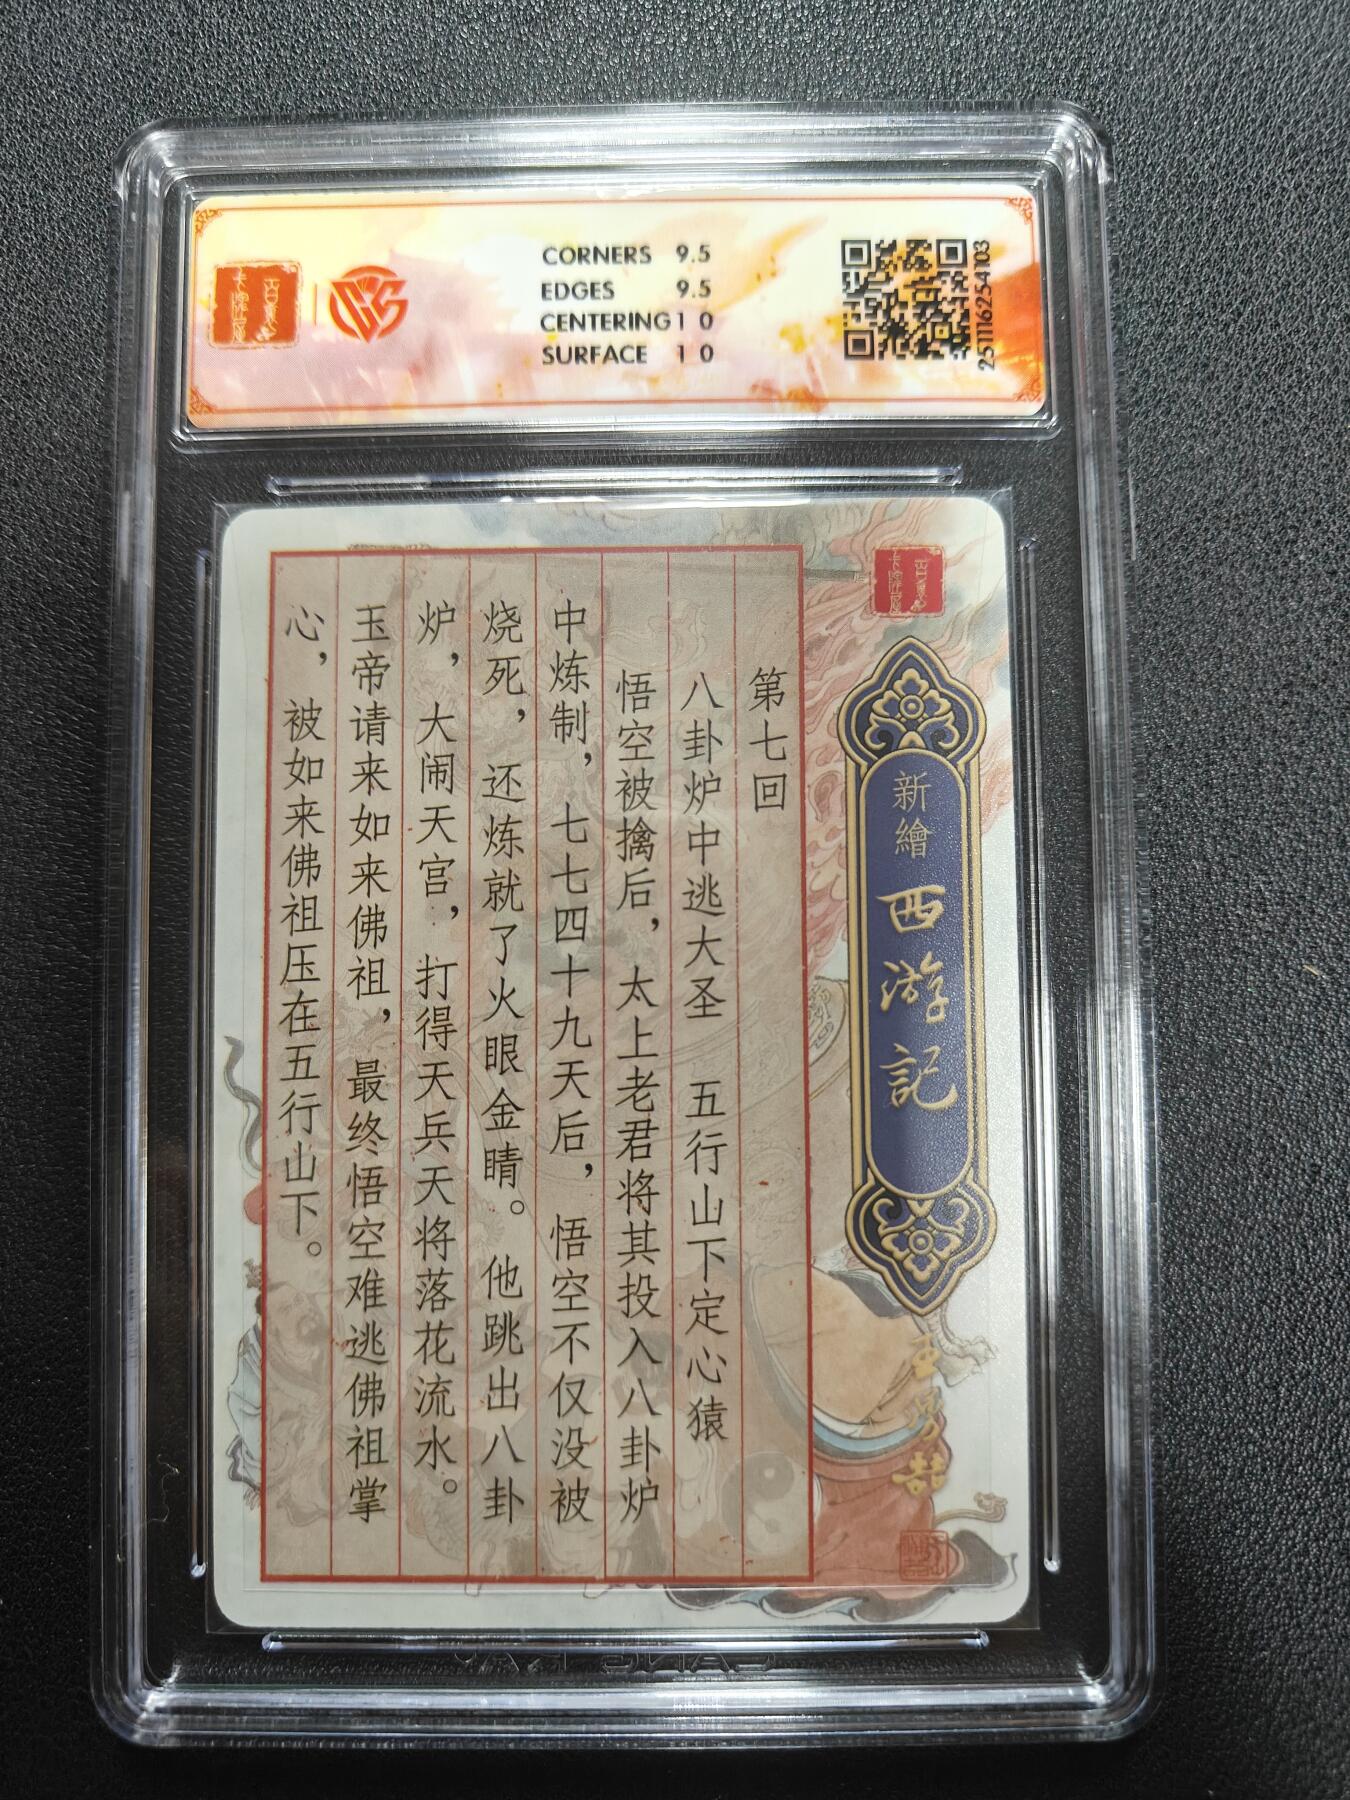 CORNERS 9.5
EDGES 9.5
CENTERING 10
SURFACE 10
251116254103
新繪
西游記
第七回
八卦炉中逃大圣 五行山下定心猿
悟空被擒后，太上老君将其投入八卦炉
中炼制，七七四十九天后，悟空不仅没被
烧死，还炼就了火眼金睛。他跳出八卦
炉，大闹天宫，打得天兵天将落花流水。
玉帝请来如来佛祖，最终悟空难逃佛祖掌
心，被如来佛祖压在五行山下。